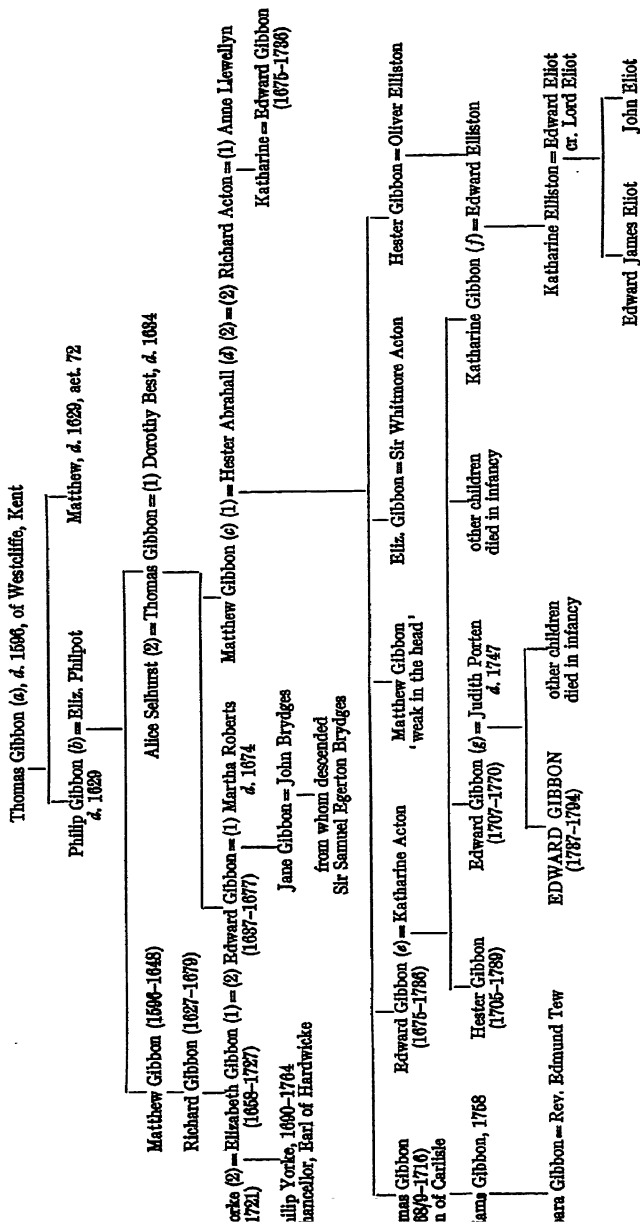 Thomas Gibbon (a), d. 1596, of Westcliffe, Kent
Philip Gibbon (b) = Eliz. Philpot
d. 1629
Matthew, d. 1629, aet. 72
Matthew Gibbon (1596–1648)
Alice Selhurst (2) = Thomas Gibbon = (1) Dorothy Best, d. 1684
Richard Gibbon (1627–1679)
orke (2) = Elizabeth Gibbon (1) = (2) Edward Gibbon = (1) Martha Roberts
1721) (1658–1727) (1637–1677) d. 1674
Matthew Gibbon (c) (1) = Hester Abrahall (d) (2) = (2) Richard Acton = (1) Anne Llewellyn
hilip Yorke, 1690–1764
hancellor, Earl of Hardwicke
Jane Gibbon = John Brydges
from whom descended
Sir Samuel Egerton Brydges
Katharine = Edward Gibbon
(1675–1736)
mas Gibbon
68/9–1716)
n of Carlisle
Edward Gibbon (e) = Katharine Acton
(1675–1736)
Matthew Gibbon
'weak in the head'
Eliz. Gibbon = Sir Whitmore Acton
Hester Gibbon = Oliver Elliston
Gibbon, 1758
Hester Gibbon
(1705–1789)
Edward Gibbon (g) = Judith Porten
(1707–1770) d. 1747
other children
died in infancy
Katharine Gibbon (f) = Edward Elliston
ara Gibbon = Rev. Edmund Tew
EDWARD GIBBON
(1737–1794)
other children
died in infancy
Katharine Elliston = Edward Eliot
cr. Lord Eliot
Edward James Eliot
John Eliot